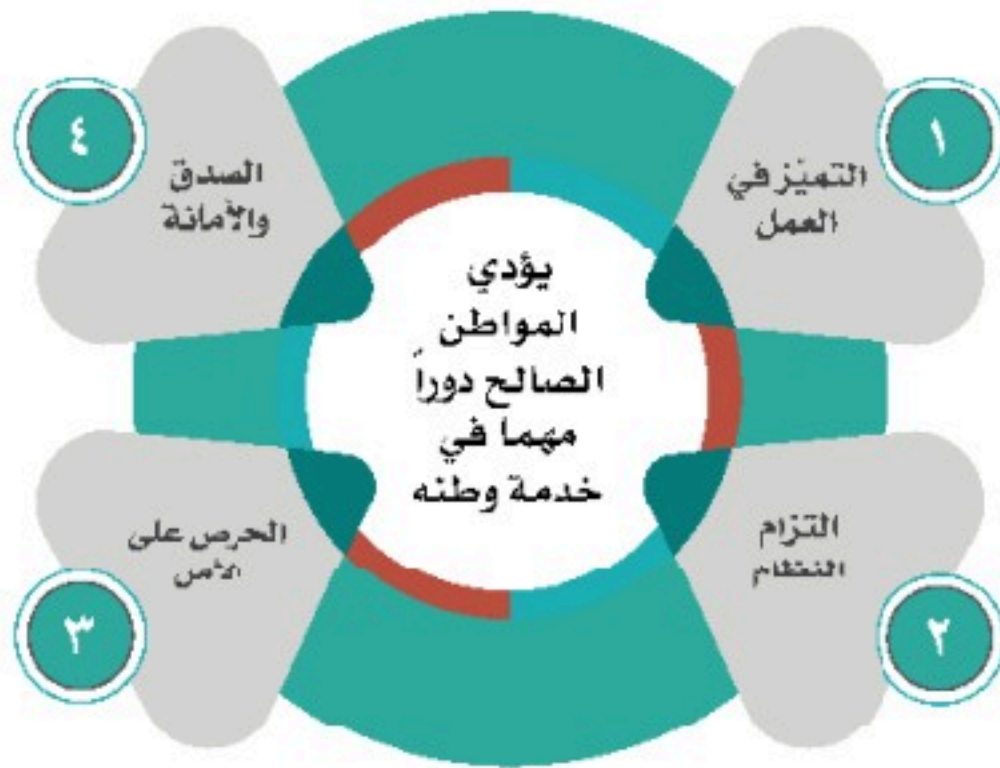 يؤدي
المواطن
الصالح دوراً
مهما في
خدمة وطنه
١
التميّز في
العمل
٢
التزام
النظام
٣
الحرص على
الأمن
٤
الصدق
والأمانة